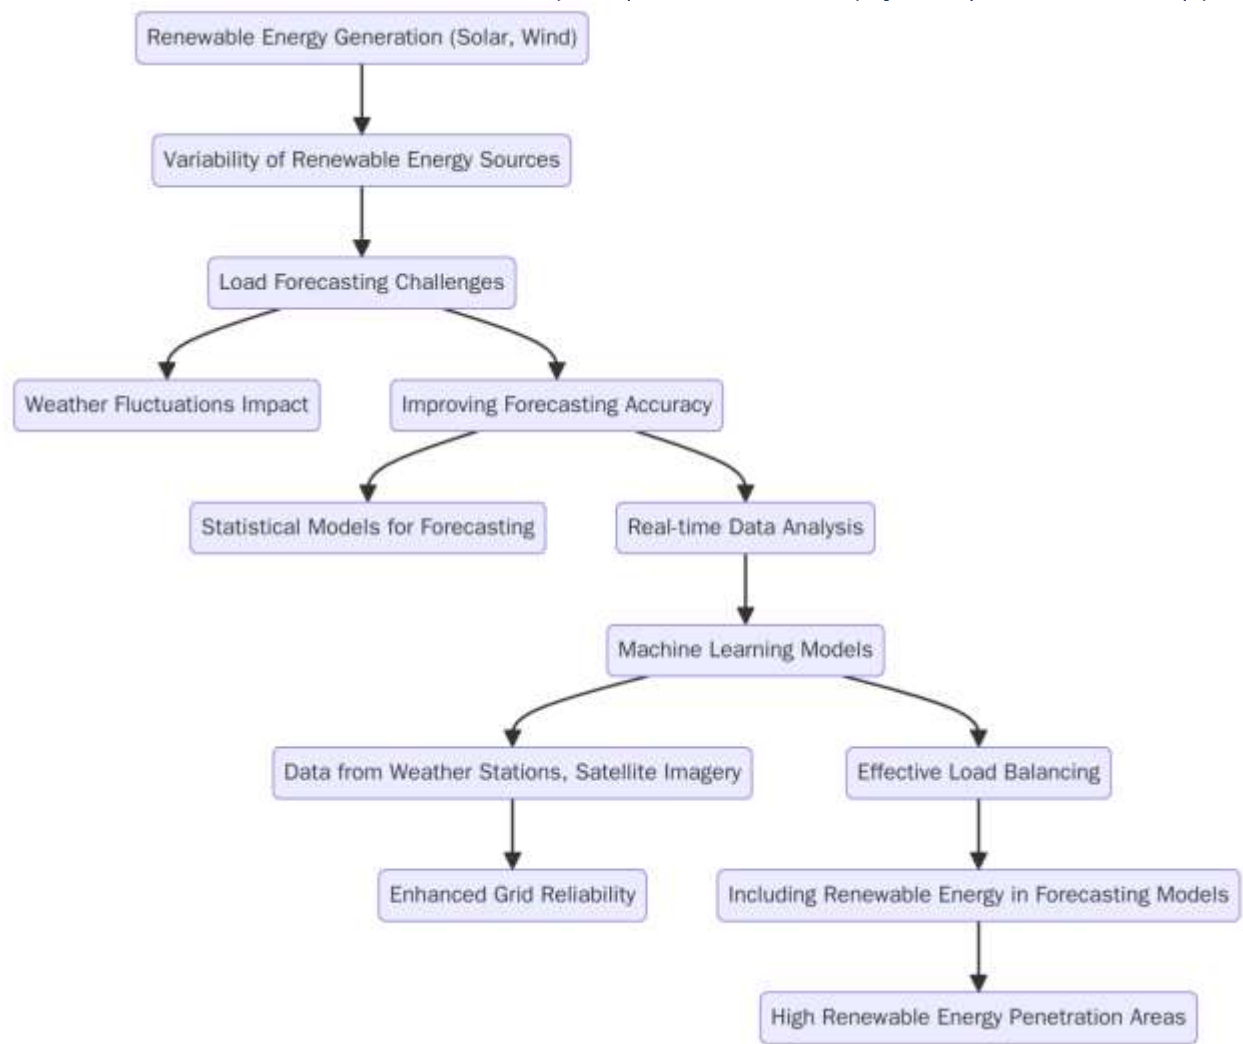 Renewable Energy Generation (Solar, Wind)
Variability of Renewable Energy Sources
Load Forecasting Challenges
Weather Fluctuations Impact
Improving Forecasting Accuracy
Statistical Models for Forecasting
Real-time Data Analysis
Machine Learning Models
Data from Weather Stations, Satellite Imagery
Effective Load Balancing
Enhanced Grid Reliability
Including Renewable Energy in Forecasting Models
High Renewable Energy Penetration Areas